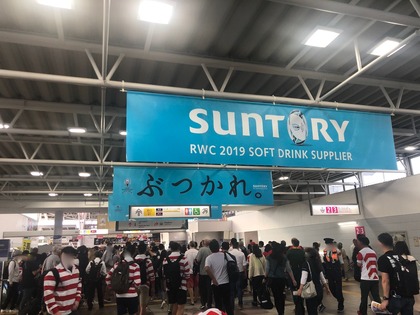 SUNTORY
RWC 2019 SOFT DRINK SUPPLIER
ぶつかれ。